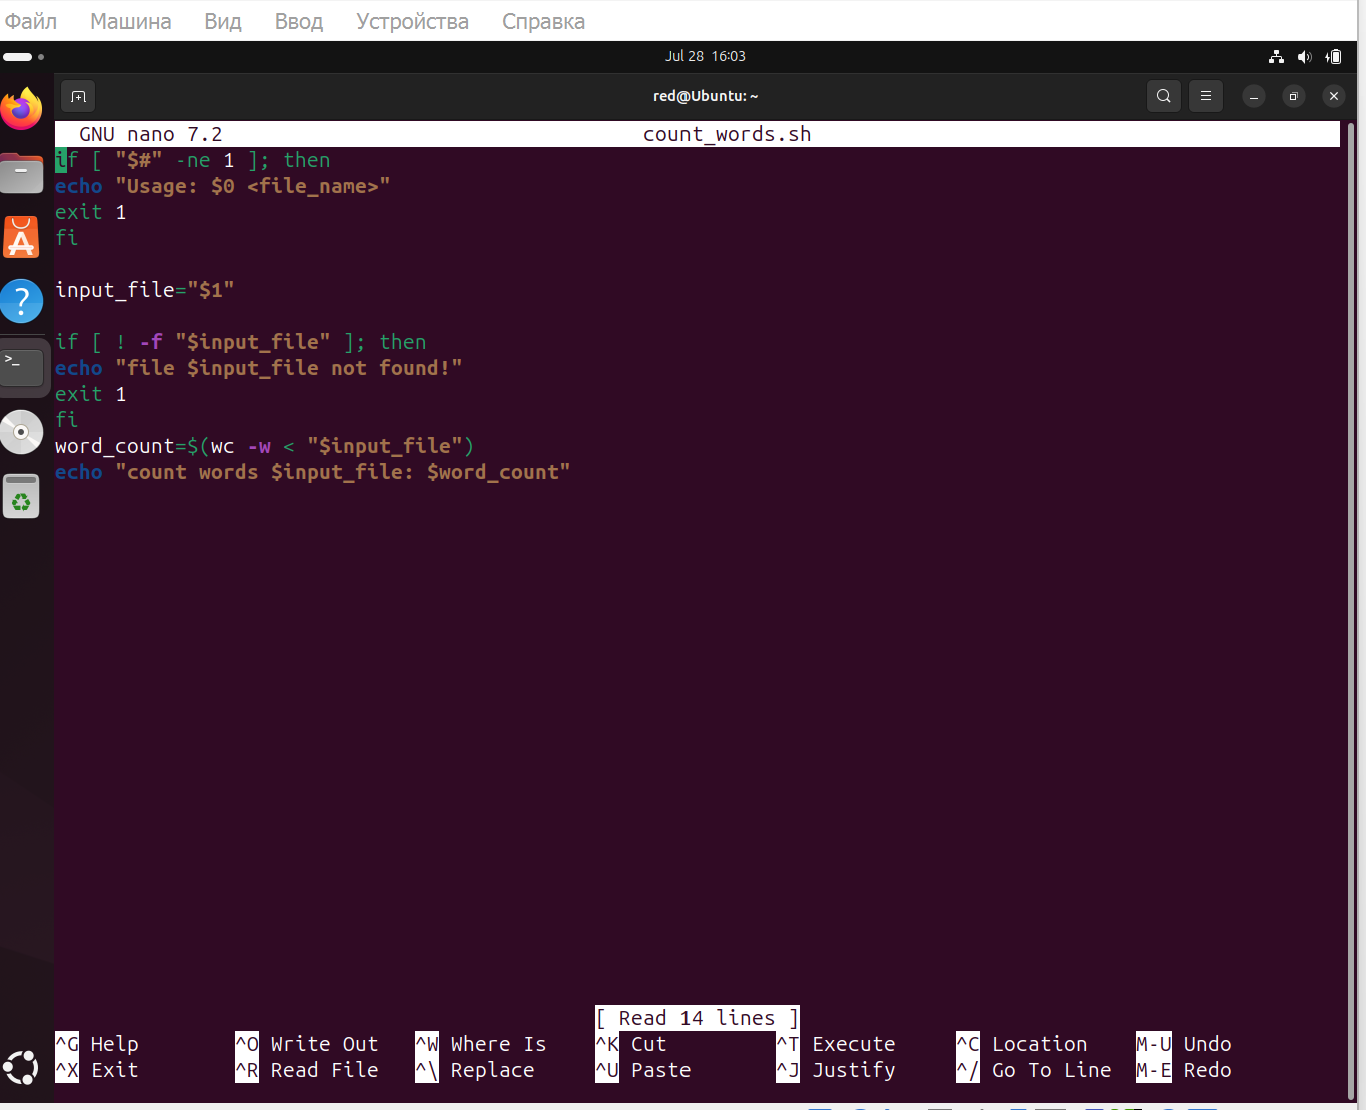 Файл Машина Вид Ввод Устройства Справка
Jul 28 16:03
red@Ubuntu: ~
GNU nano 7.2 count_words.sh
if [ "$#" -ne 1 ]; then
echo "Usage: $0 <file_name>"
exit 1
fi
input_file="$1"
if [ ! -f "$input_file" ]; then
echo "file $input_file not found!"
exit 1
fi
word_count=$(wc -w < "$input_file")
echo "count words $input_file: $word_count"
[ Read 14 lines ]
^G Help ^O Write Out ^W Where Is ^K Cut ^T Execute ^C Location M-U Undo
^X Exit ^R Read File ^\ Replace ^U Paste ^J Justify ^/ Go To Line M-E Redo